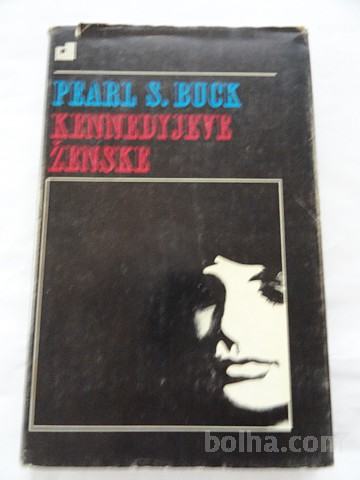 d
PEARL S. BUCK
KENNEDYJEVE
ŽENSKE
bolha.com